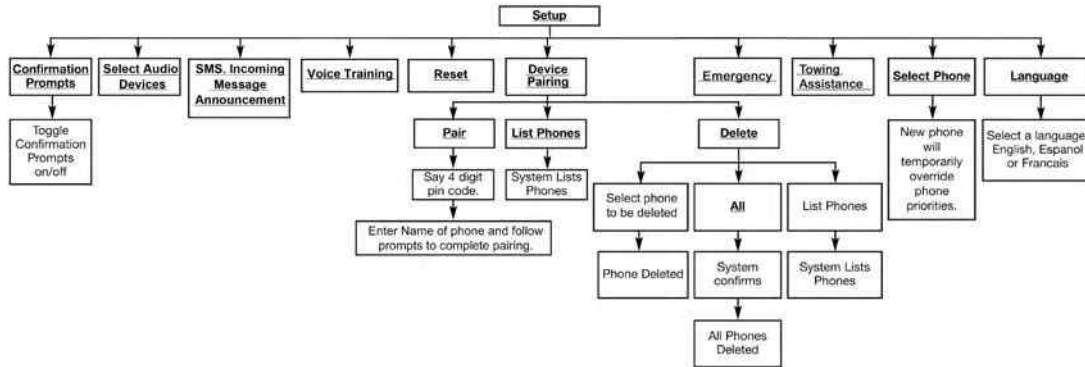 Setup
Confirmation
Prompts
Select Audio
Devices
SMS. Incoming
Message
Announcement
Voice Training
Reset
Device
Pairing
Emergency
Towing
Assistance
Select Phone
Language
Toggle
Confirmation
Prompts
on/off
Pair
List Phones
Delete
New phone
will
temporarily
override
phone
priorities.
Select a language
English, Espanol
or Francais
Say 4 digit
pin code.
System Lists
Phones
Select phone
to be deleted
All
List Phones
Enter Name of phone and follow
prompts to complete pairing.
Phone Deleted
System
confirms
System Lists
Phones
All Phones
Deleted